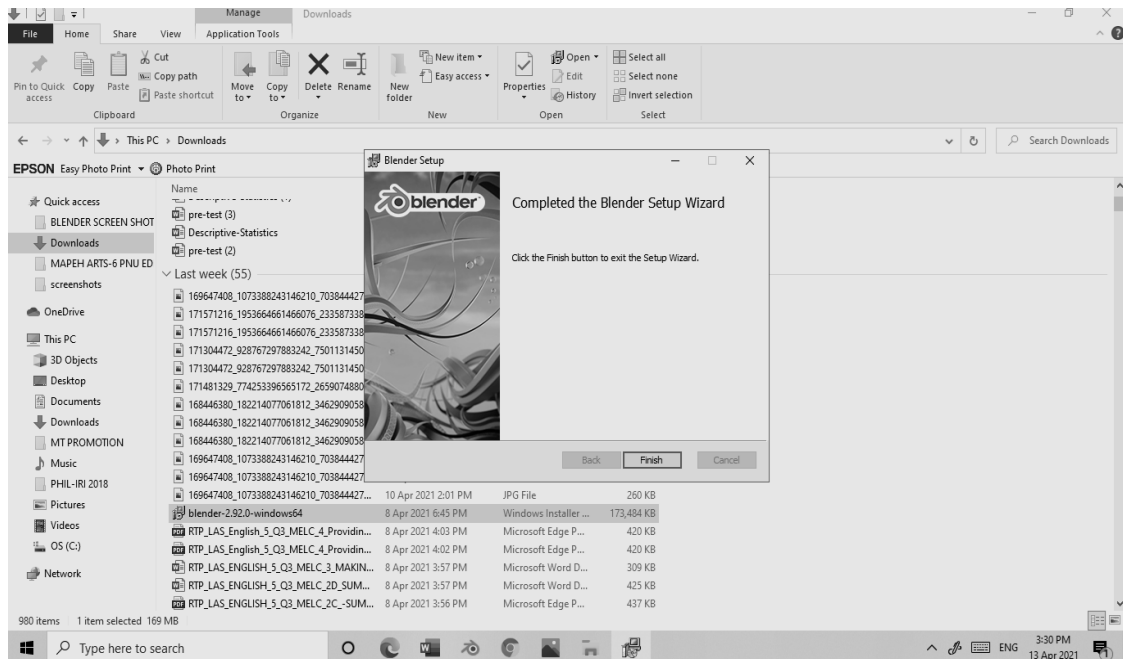 Manage Downloads
File Home Share View Application Tools
Pin to Quick access
Copy
Paste
Cut
Copy path
Paste shortcut
Clipboard
Move to
Copy to
Delete
Rename
Organize
New folder
New item
Easy access
New
Properties
Open
Edit
History
Open
Select all
Select none
Invert selection
Select
This PC > Downloads
Search Downloads
EPSON Easy Photo Print Photo Print
Quick access
BLENDER SCREEN SHOT
Downloads
MAPEH ARTS-6 PNU ED
screenshots
OneDrive
This PC
3D Objects
Desktop
Documents
Downloads
MT PROMOTION
Music
PHIL-IRI 2018
Pictures
Videos
OS (C:)
Network
Name
pre-test (3)
Descriptive-Statistics
pre-test (2)
Last week (55)
169647408_1073388243146210_703844427
171571216_1953664661466076_233587338
171571216_1953664661466076_233587338
171304472_928767297883242_7501131450
171304472_928767297883242_7501131450
171481329_774253396565172_2659074880
168446380_182214077061812_3462909058
168446380_182214077061812_3462909058
168446380_182214077061812_3462909058
169647408_1073388243146210_703844427
169647408_1073388243146210_703844427
169647408_1073388243146210_703844427... 10 Apr 2021 2:01 PM JPG File 260 KB
blender-2.92.0-windows64 8 Apr 2021 6:45 PM Windows Installer ... 173,484 KB
RTP_LAS_English_5_Q3_MELC_4_Providin... 8 Apr 2021 4:03 PM Microsoft Edge P... 420 KB
RTP_LAS_English_5_Q3_MELC_4_Providin... 8 Apr 2021 4:02 PM Microsoft Edge P... 420 KB
RTP_LAS_ENGLISH_5_Q3_MELC_3_MAKIN... 8 Apr 2021 3:57 PM Microsoft Word D... 309 KB
RTP_LAS_ENGLISH_5_Q3_MELC_2D_SUM... 8 Apr 2021 3:57 PM Microsoft Word D... 425 KB
RTP_LAS_ENGLISH_5_Q3_MELC_2C_-SUM... 8 Apr 2021 3:56 PM Microsoft Edge P... 437 KB
Blender Setup
blender
Completed the Blender Setup Wizard
Click the Finish button to exit the Setup Wizard.
Back Finish Cancel
980 items 1 item selected 169 MB
Type here to search
ENG
3:30 PM
13 Apr 2021